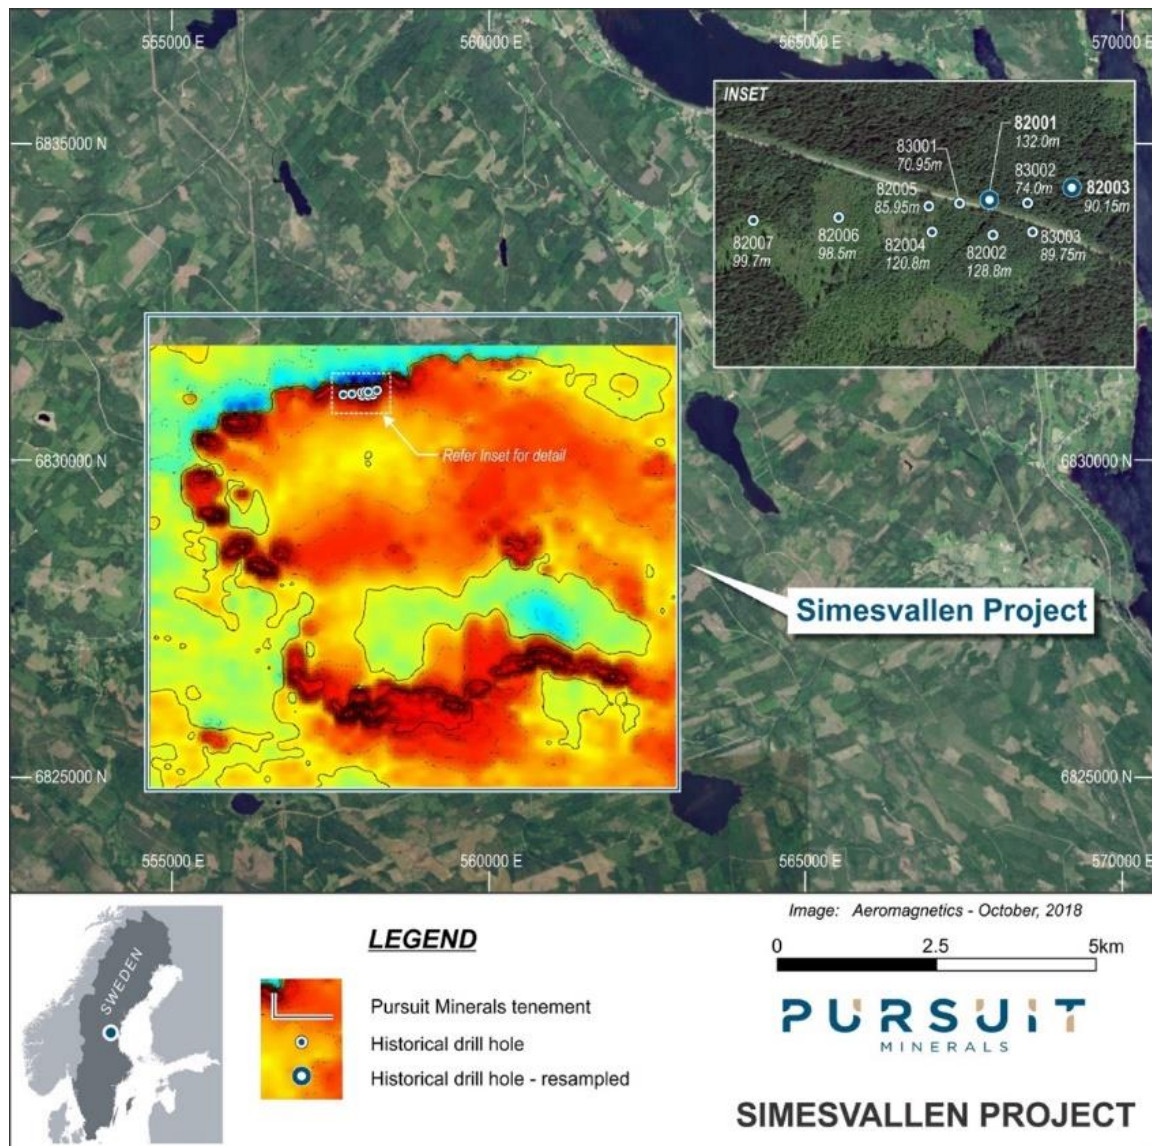 555000 E
560000 E
565000 E
570000 E
INSET
82001
132.0m
83001
70.95m
83002
74.0m
82005
85.95m
82003
90.15m
82007
99.7m
82006
98.5m
82004
120.8m
82002
128.8m
83003
89.75m
6835000 N
Refer Inset for detail
6830000 N
6830000 N
Simesvallen Project
6825000 N
6825000 N
555000 E
560000 E
565000 E
570000 E
SWEDEN
LEGEND
Pursuit Minerals tenement
Historical drill hole
Historical drill hole - resampled
Image: Aeromagnetics - October, 2018
0
2.5
5km
PURSUIT
MINERALS
SIMESVALLEN PROJECT